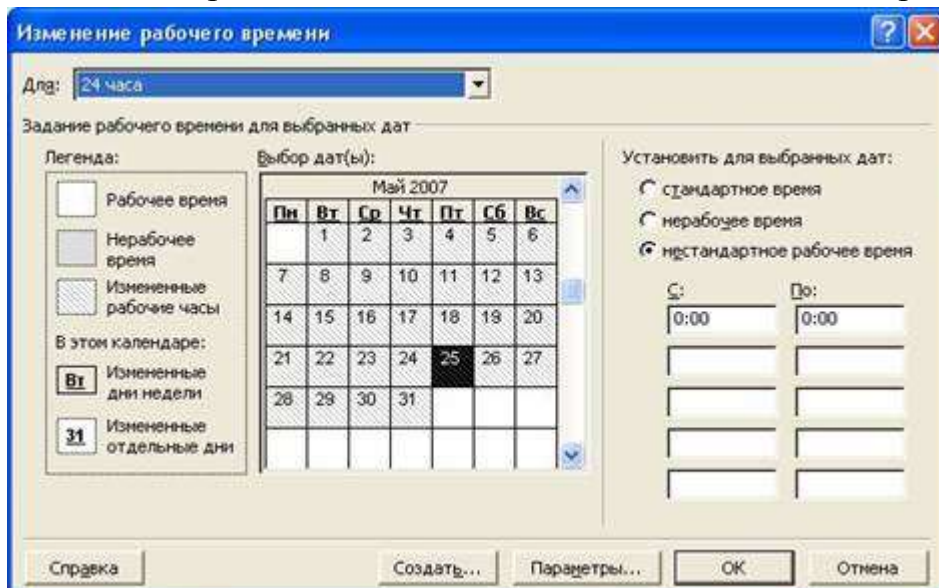 Изменение рабочего времени
Для: 24 часа
Задание рабочего времени для выбранных дат
Легенда:
Рабочее время
Нерабочее
время
Измененные
рабочие часы
В этом календаре:
Вт
Измененные
дни недели
31
Измененные
отдельные дни
Выбор дат(ы):
Май 2007
Пн Вт Ср Чт Пт Сб Вс
1 2 3 4 5 6
7 8 9 10 11 12 13
14 15 16 17 18 19 20
21 22 23 24 25 26 27
28 29 30 31
Установить для выбранных дат:
стандартное время
нерабочее время
нестандартное рабочее время
С: По:
0:00 0:00
Справка Создать... Параметры... ОК Отмена